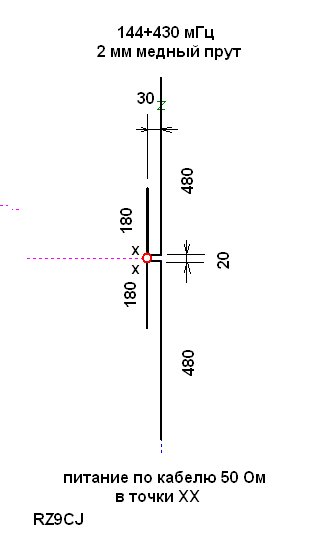 144+430 мГц
2 мм медный прут
30
Z
480
180
X
X
20
180
480
питание по кабелю 50 Ом
в точки XX
RZ9CJ